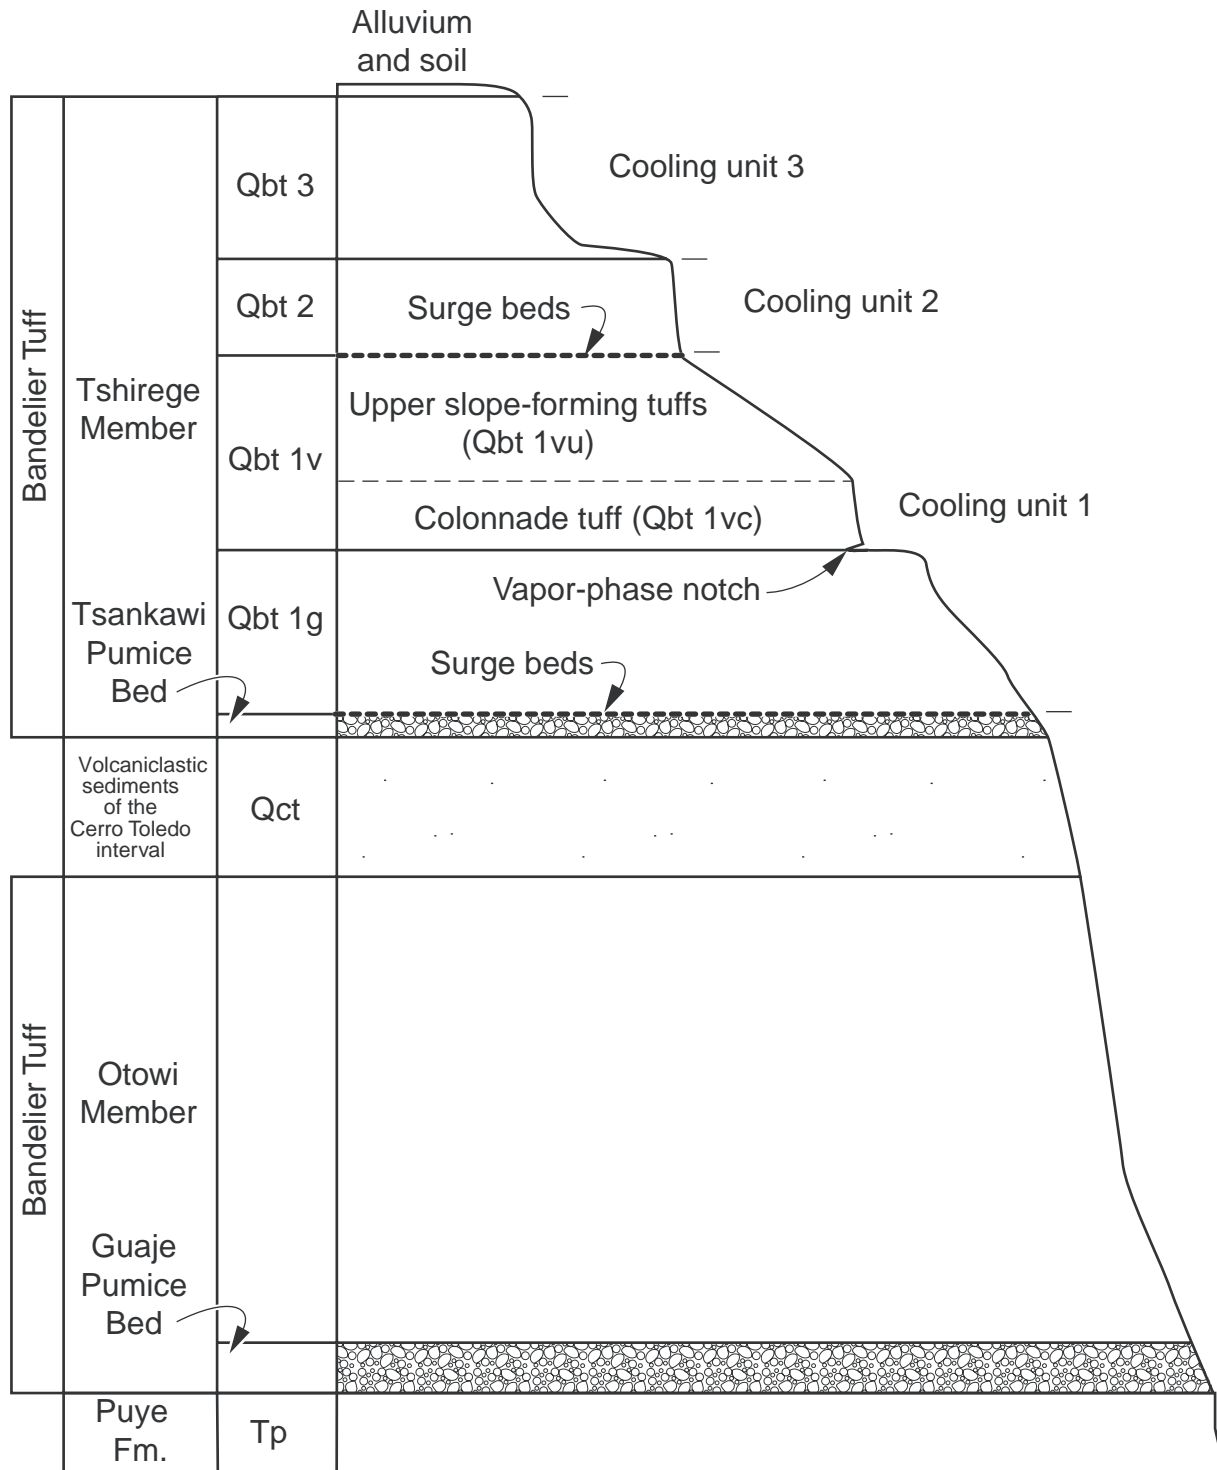 Alluvium
and soil
Qbt 3
Cooling unit 3
Qbt 2
Surge beds
Cooling unit 2
Bandelier Tuff
Tshirege
Member
Qbt 1v
Upper slope-forming tuffs
(Qbt 1vu)
Colonnade tuff (Qbt 1vc)
Cooling unit 1
Vapor-phase notch
Tsankawi
Pumice
Bed
Qbt 1g
Surge beds
Volcaniclastic
sediments
of the
Cerro Toledo
interval
Qct
Bandelier Tuff
Otowi
Member
Guaje
Pumice
Bed
Puye
Fm.
Tp